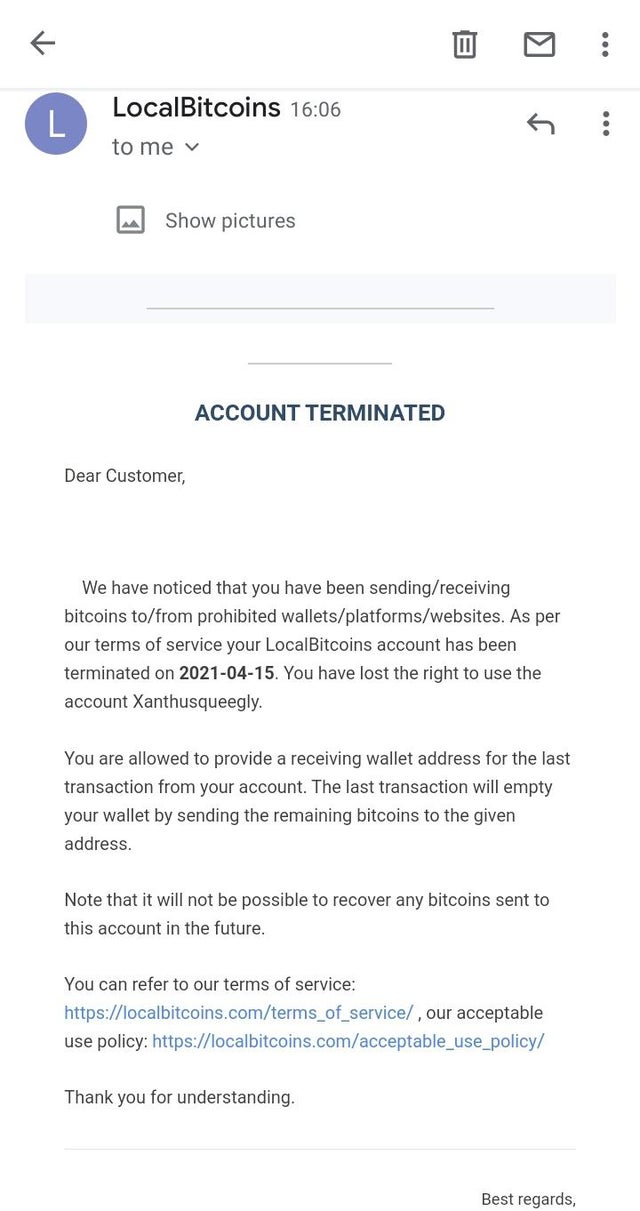 LocalBitcoins 16:06
L
to me
Show pictures
ACCOUNT TERMINATED
Dear Customer,
We have noticed that you have been sending/receiving
bitcoins to/from prohibited wallets/platforms/websites. As per
our terms of service your LocalBitcoins account has been
terminated on 2021-04-15. You have lost the right to use the
account Xanthusqueegly.
You are allowed to provide a receiving wallet address for the last
transaction from your account. The last transaction will empty
your wallet by sending the remaining bitcoins to the given
address.
Note that it will not be possible to recover any bitcoins sent to
this account in the future.
You can refer to our terms of service:
https://localbitcoins.com/terms_of_service/ , our acceptable
use policy: https://localbitcoins.com/acceptable_use_policy/
Thank you for understanding.
Best regards,